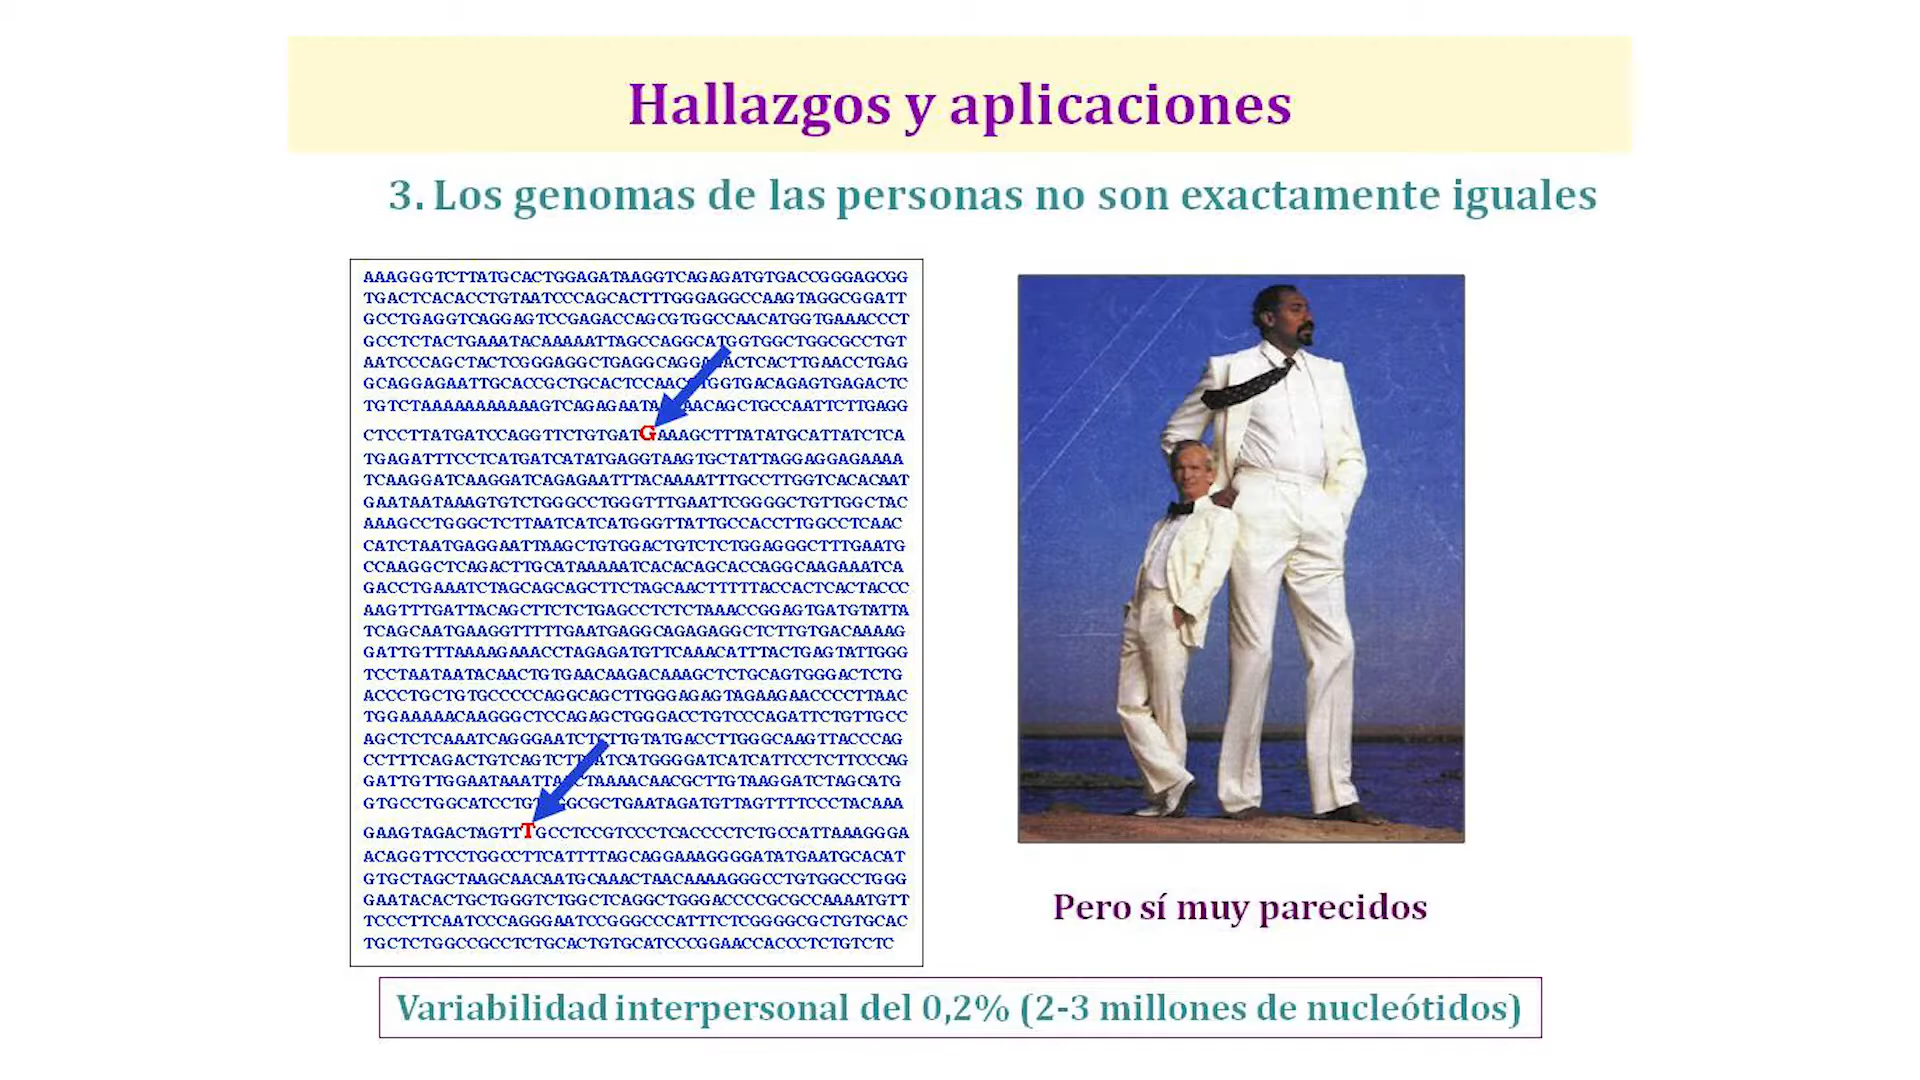 Hallazgos y aplicaciones
3. Los genomas de las personas no son exactamente iguales
AAAGGGTCTTATGCACTGGAGATAAGGTCAGAGATGTGACCGGGAGCGG
TGACTCACACCTGTAATCCCAGCACTTTGGGAGGCCAAGTAGGCGGATT
GCCTGAGGTCAGGAGTCCGAGACCAGCGTGGCCAACATGGTGAAACCCT
GCCTCTACTGAAATACAAAAATTAGCCAGGCATGGTGGCTGGCGCCTGT
CTCCTTATGATCCAGGTTCTGTGATGAAAGCTTTATATGCATTATCTCA
TGAGATTTCCTCATGATCATATGAGGTAAGTGCTATTAGGAGGAGAAAA
TCAAGGATCAAGGATCAGAGAATTTACAAAATTTGCCTTGGTCACACAAT
GAATAATAAAGTGTCTGGGCCTGGGTTTGAATTCGGGGCTGTTGGCTAC
AAAGCCTGGGCTCTTAATCATCATGGGTTATTGCCACCTTGGCCTCAAC
CATCTAATGAGGAATTAAGCTGTGGACTGTCTCTGGAGGGCTTTGAATG
CCAAGGCTCAGACTTGCATAAAAATCACACAGCACCAGGCAAGAAATCA
GACCTGAAATCTAGCAGCAGCTTCTAGCAACTTTTTACCACTCACTACCC
AAGTTTGATTACAGCTTCTCTGAGCCTCTCTAAACCGGAGTGATGTATTA
TCAGCAATGAAGGTTTTTGAATGAGGCAGAGAGGCTCTTGTGACAAAAG
GATTGTTTAAAAGAAACCTAGAGATGTTCAAACATTTACTGAGTATTGGG
TCCTAATAATACAACTGTGAACAAGACAAAGCTCTGCAGTGGGACTCTG
ACCCTGCTGTGCCCCCAGGCAGCTTGGGAGAGTAGAAGAACCCCTTAAC
TGGAAAAACAAGGGCTCCAGAGCTGGGACCTGTCCCAGATTCTGTTGCC
GAAGTAGACTAGTTTGCCTCCGTCCCTCACCCCTCTGCCATTAAAGGGA
ACAGGTTCCTGGCCTTCATTTTAGCAGGAAAGGGGATATGAATGCACAT
GTGCTAGCTAAGCAACAATGCAAACTAACAAAAGGGCCTGTGGCCTGGG
GAATACACTGCTGGGTCTGGCTCAGGCTGGGACCCCGCGCCAAAATGTT
TCCCTTCAATCCCAGGGAATCCGGGCCCATTTCTCGGGGCGCTGTGCAC
TGCTCTGGCCGCCTCTGCACTGTGCATCCCGGAACCACCCTCTGTCTC
Pero sí muy parecidos
Variabilidad interpersonal del 0,2% (2-3 millones de nucleótidos)